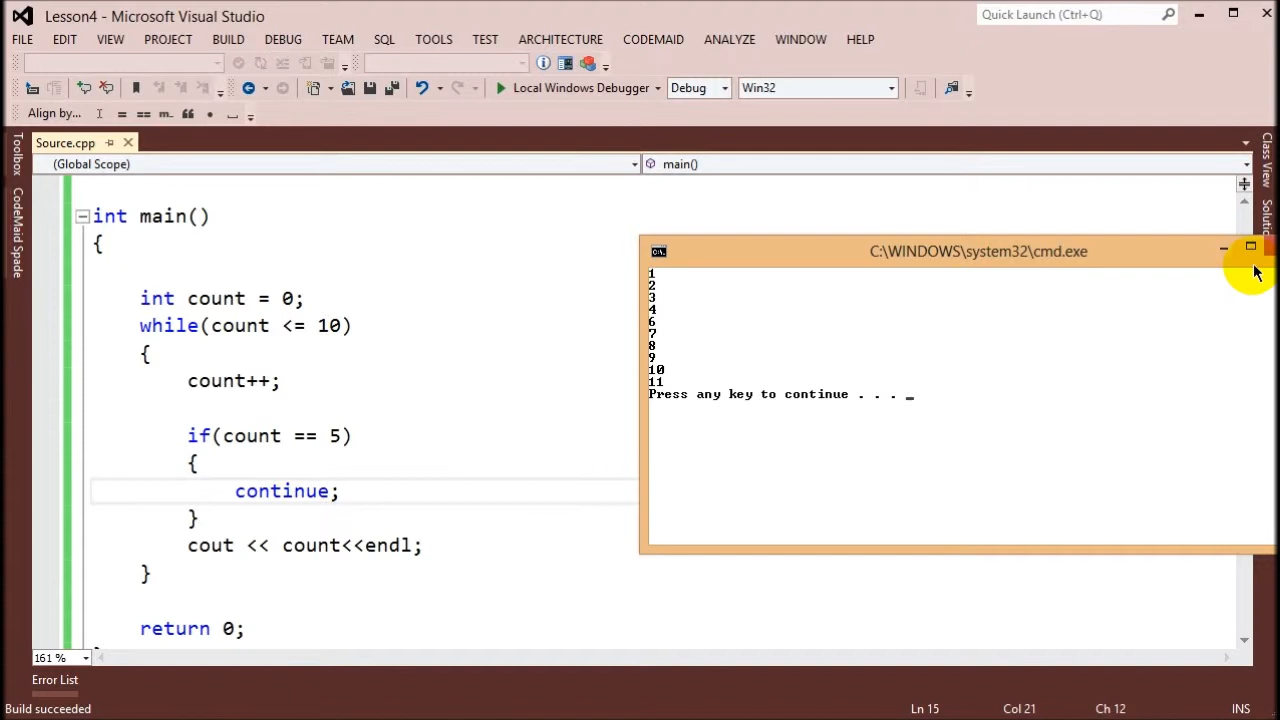 Lesson4 - Microsoft Visual Studio
Quick Launch (Ctrl+Q)
FILE EDIT VIEW PROJECT BUILD DEBUG TEAM SQL TOOLS TEST ARCHITECTURE CODEMAID ANALYZE WINDOW HELP
Local Windows Debugger Debug Win32
Align by...
Source.cpp
(Global Scope) main()
Toolbox
CodeMaid Spade
Class View
int main()
{
int count = 0;
while(count <= 10)
{
count++;
if(count == 5)
{
continue;
}
cout << count<<endl;
}
return 0;
C:\WINDOWS\system32\cmd.exe
1
2
3
4
6
7
8
9
10
11
Press any key to continue . . . _
161 %
Error List
Build succeeded
Ln 15 Col 21 Ch 12 INS